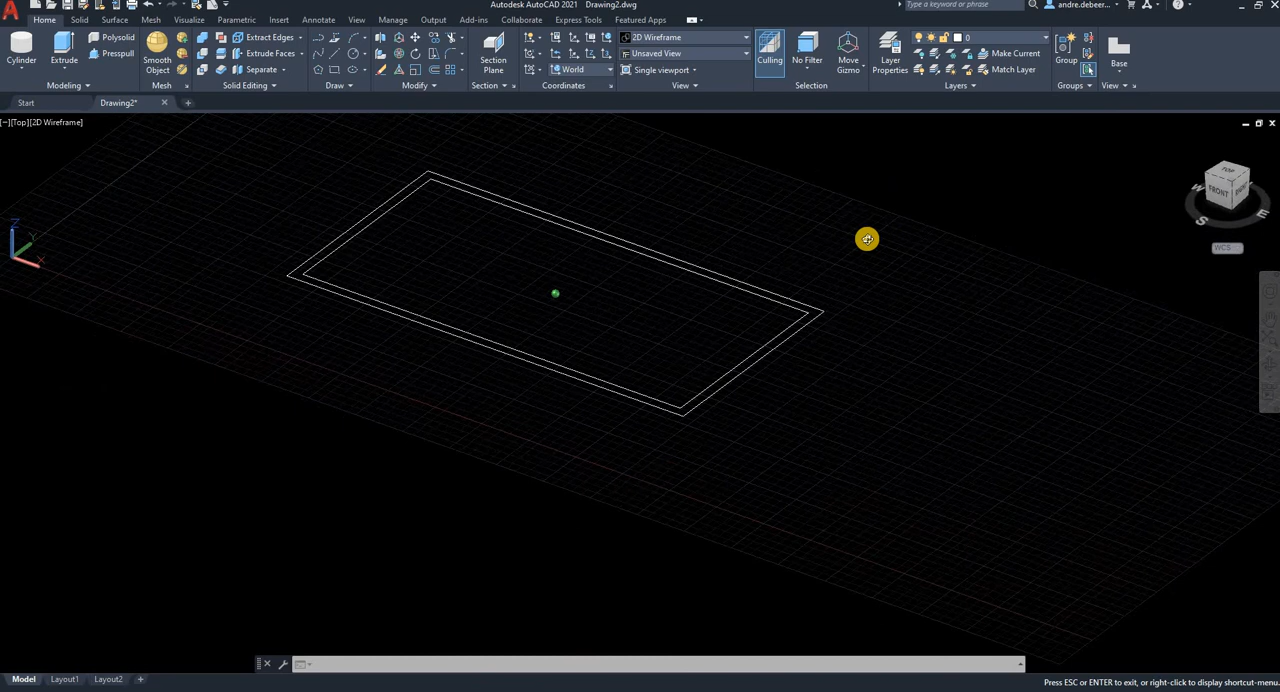 Autodesk AutoCAD 2021 Drawing2.dwg
Type a keyword or phrase
andre.debeer...
Home Solid Surface Mesh Visualize Parametric Insert Annotate View Manage Output Add-ins Collaborate Express Tools Featured Apps
Cylinder
Extrude
Polysolid
Presspull
Smooth
Object
Extract Edges
Extrude Faces
Separate
Section
Plane
World
2D Wireframe
Unsaved View
Single viewport
Culling
No Filter
Move
Gizmo
Layer
Properties
0
Make Current
Match Layer
Group
Base
Modeling Mesh Solid Editing Draw Modify Section Coordinates View Selection Layers Groups View
Start Drawing2*
[−][Top][2D Wireframe]
TOP
FRONT
RIGHT
W
S
E
WCS
Z
Y
X
Model Layout1 Layout2
Press ESC or ENTER to exit, or right-click to display shortcut-menu.